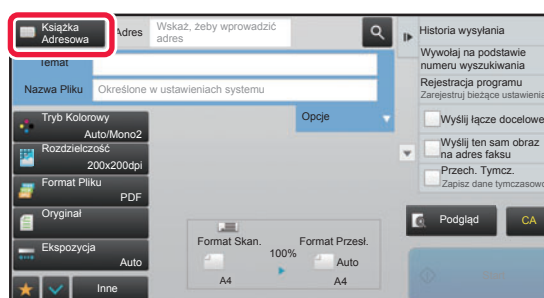 Książka
Adresowa
Adres
Wskaż, żeby wprowadzić
adres
Temat
Nazwa Pliku
Określone w ustawieniach systemu
Opcje
Tryb Kolorowy
Auto/Mono2
Rozdzielczość
200x200dpi
Format Pliku
PDF
Oryginał
Ekspozycja
Auto
Inne
Format Skan.
A4
100%
Format Przesł.
Auto
A4
Historia wysyłania
Wywołaj na podstawie
numeru wyszukiwania
Rejestracja programu
Zarejestruj bieżące ustawienia
Wyślij łącze docelowe
Wyślij ten sam obraz
na adres faksu
Przech. Tymcz.
Zapisz dane tymczasowo
Podgląd
CA